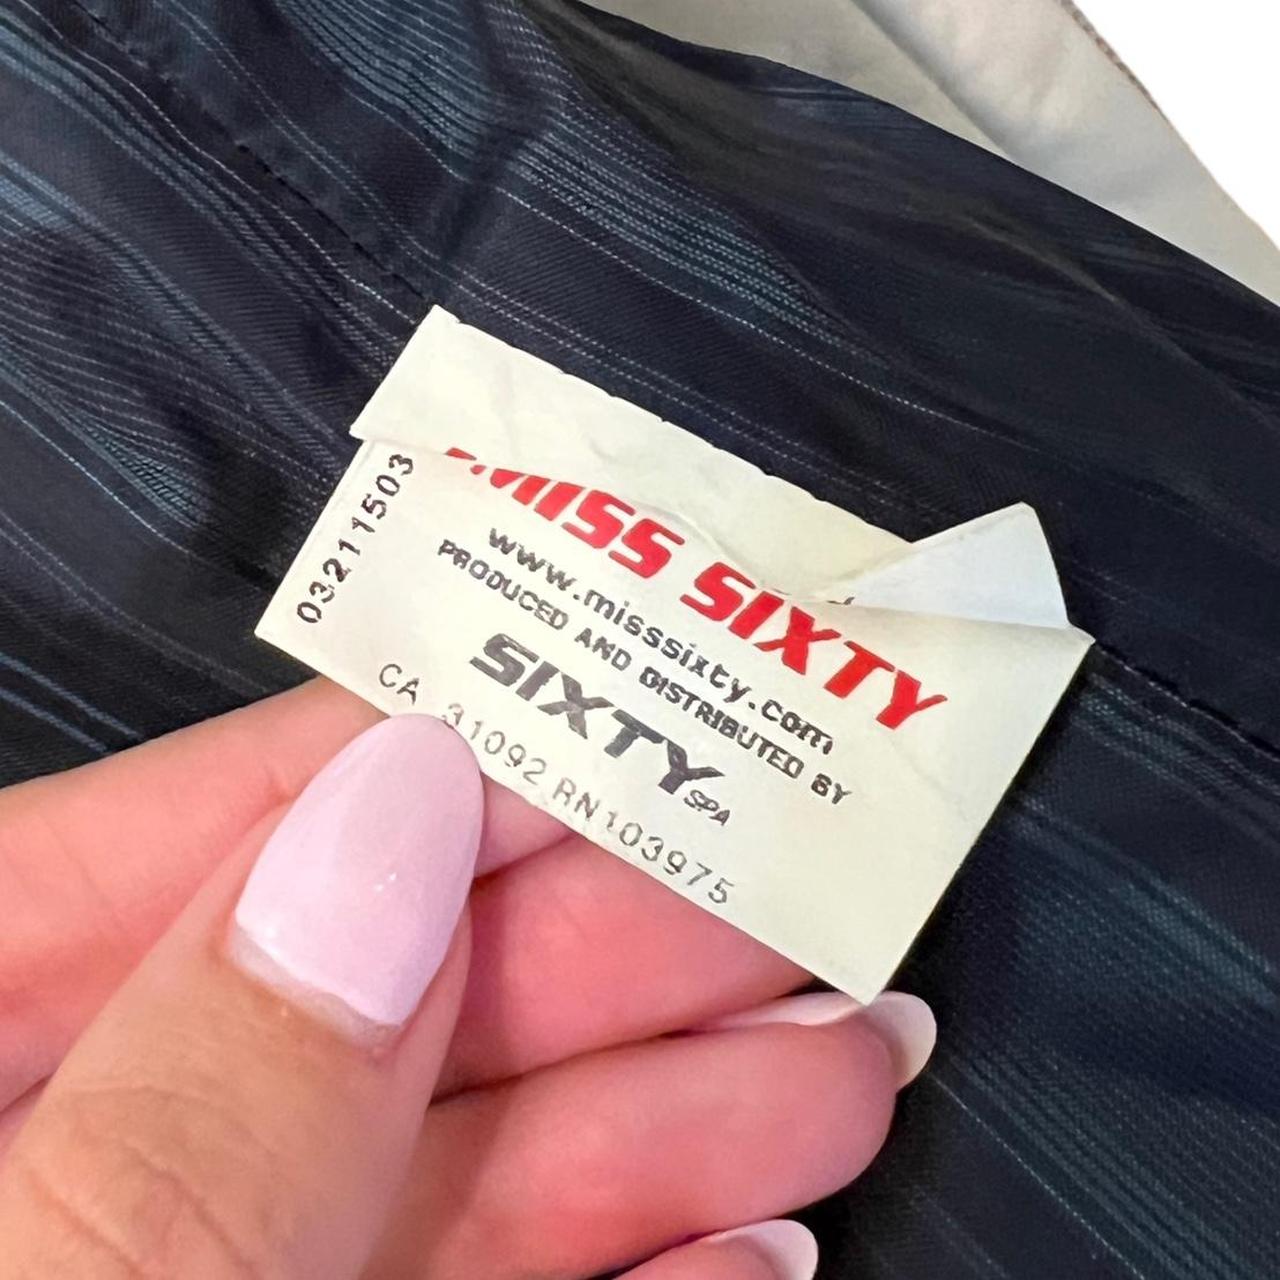 03211503
MISS SIXTY
www.misssixty.com
PRODUCED AND DISTRIBUTED BY
SIXTY SPA
CA 31092 RN103975